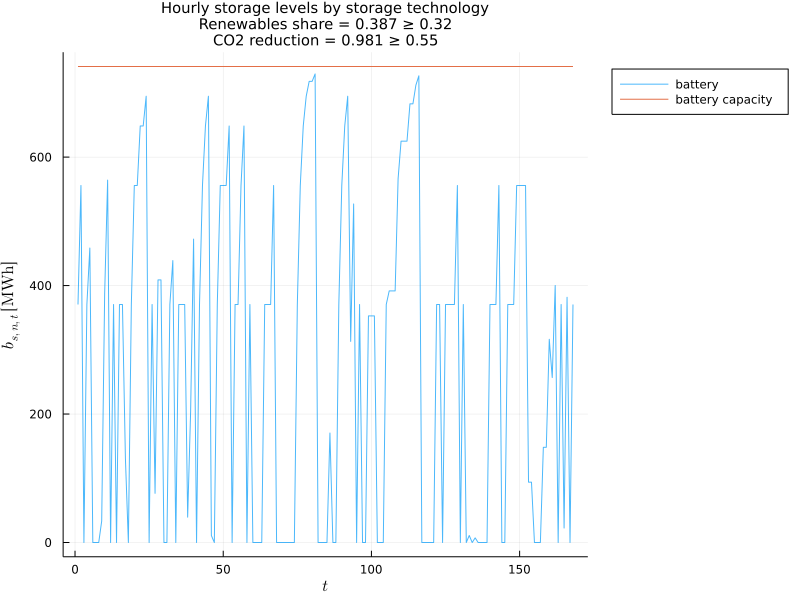 Hourly storage levels by storage technology
Renewables share = 0.387 ≥ 0.32
CO2 reduction = 0.981 ≥ 0.55
battery
battery capacity
b_{s, n, t} [MWh]
600
400
200
0
0 50 100 150
t